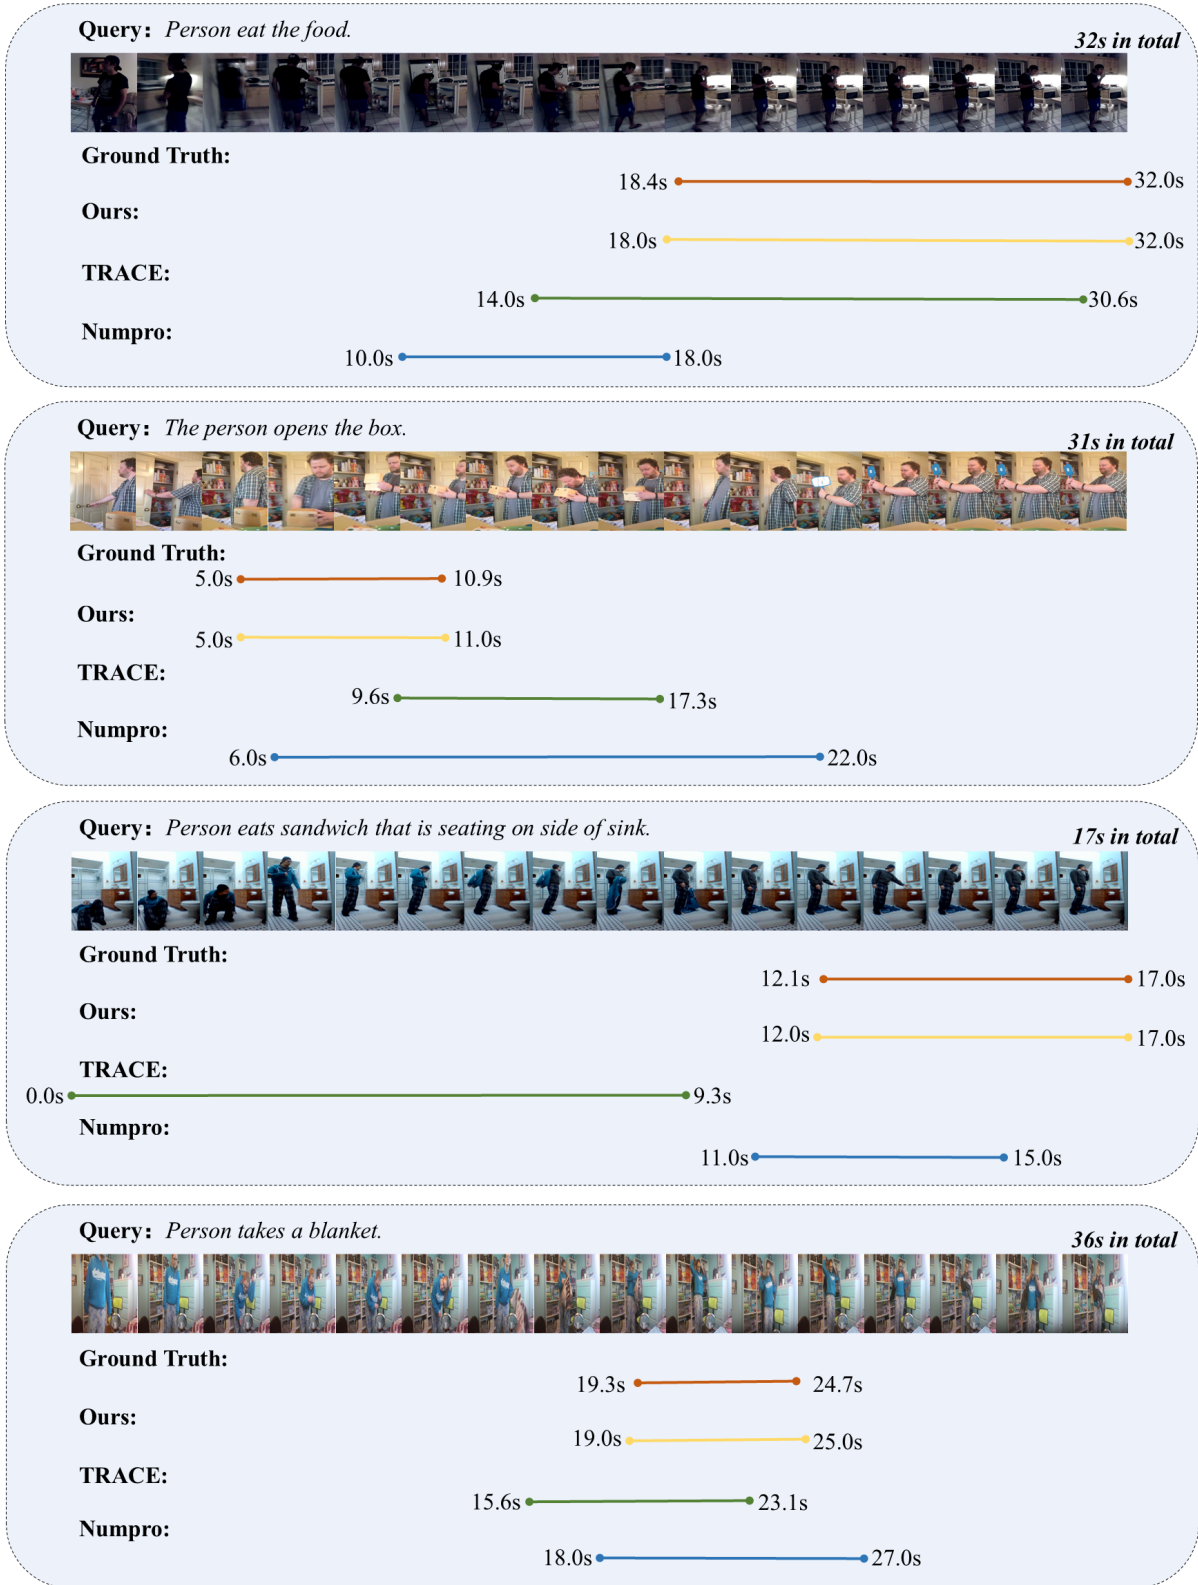 Query： Person eat the food.
32s in total
Ground Truth:
18.4s 32.0s
Ours:
18.0s 32.0s
TRACE:
14.0s 30.6s
Numpro:
10.0s 18.0s
Query： The person opens the box.
31s in total
Ground Truth:
5.0s 10.9s
Ours:
5.0s 11.0s
TRACE:
9.6s 17.3s
Numpro:
6.0s 22.0s
Query： Person eats sandwich that is seating on side of sink.
17s in total
Ground Truth:
12.1s 17.0s
Ours:
12.0s 17.0s
TRACE:
0.0s 9.3s
Numpro:
11.0s 15.0s
Query： Person takes a blanket.
36s in total
Ground Truth:
19.3s 24.7s
Ours:
19.0s 25.0s
TRACE:
15.6s 23.1s
Numpro:
18.0s 27.0s